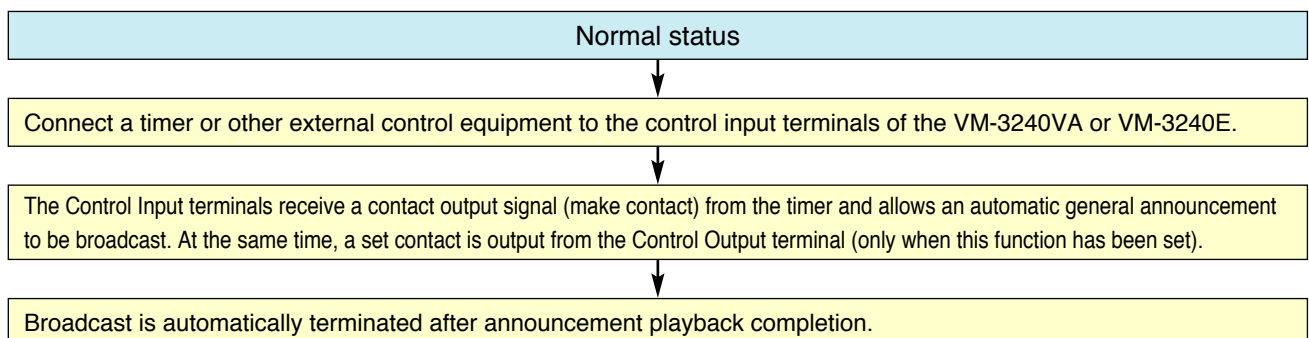 Normal status
Connect a timer or other external control equipment to the control input terminals of the VM-3240VA or VM-3240E.
The Control Input terminals receive a contact output signal (make contact) from the timer and allows an automatic general announcement
to be broadcast. At the same time, a set contact is output from the Control Output terminal (only when this function has been set).
Broadcast is automatically terminated after announcement playback completion.